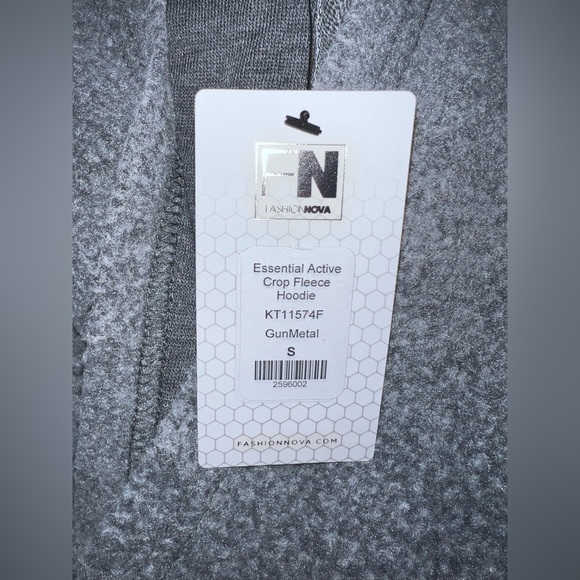 FN
FASHIONNOVA
Essential Active
Crop Fleece
Hoodie
KT11574F
GunMetal
S
2596002
FASHIONNOVA.COM